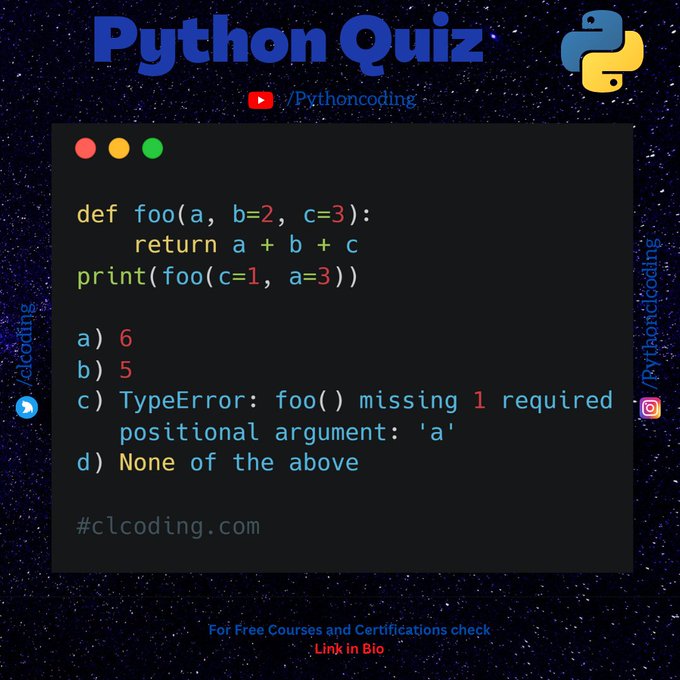 Python Quiz
/Pythoncoding
def foo(a, b=2, c=3):
    return a + b + c
print(foo(c=1, a=3))
a) 6
b) 5
c) TypeError: foo() missing 1 required
   positional argument: 'a'
d) None of the above
#clcoding.com
/clcoding
/Pythonclcoding
For Free Courses and Certifications check
Link in Bio